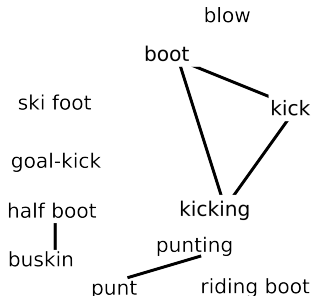 blow
boot
ski foot
kick
goal-kick
half boot
kicking
punting
buskin
punt
riding boot